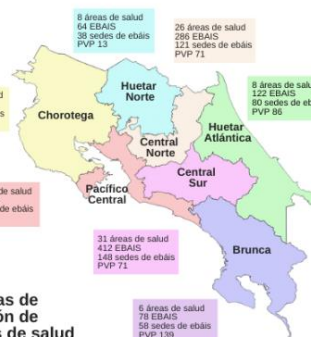 8 áreas de salud
64 EBAIS
38 sedes de ebáis
PVP 13
26 áreas de salud
286 EBAIS
121 sedes de ebáis
PVP 71
8 áreas de salud
122 EBAIS
80 sedes de eb
PVP 86
Huetar
Norte
Chorotega
Central
Norte
Huetar
Atlántica
Central
Sur
Pácífico
Central
Brunca
de salud
de ebáis
31 áreas de salud
412 EBAIS
148 sedes de ebáis
PVP 71
6 áreas de salud
78 EBAIS
58 sedes de ebáis
PVP 139
as de
ón de
s de salud